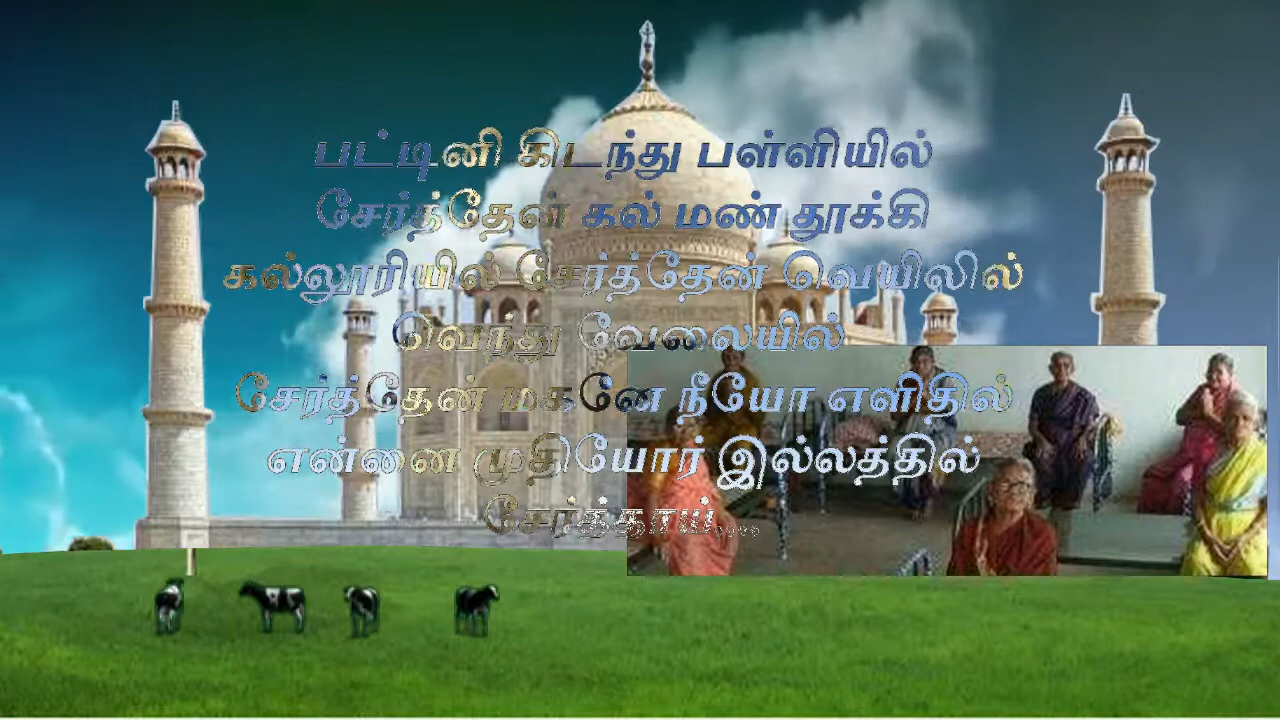 பட்டினி கிடந்து பள்ளியில்
சேர்த்தேன் கல் மண் தூக்கி
கல்லூரியில் சேர்த்தேன் வெயிலில்
வெந்து வேலையில்
சேர்த்தேன் மகனே நீயோ எளிதில்
என்னை முதியோர் இல்லத்தில்
சேர்த்தாய்....